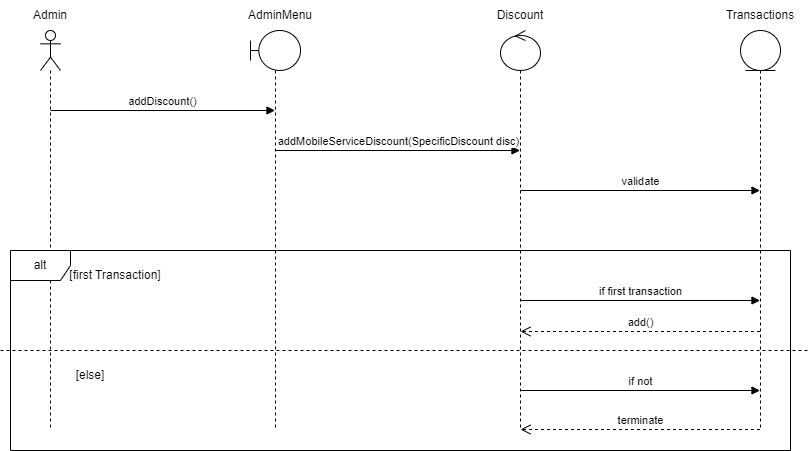 Admin
AdminMenu
Discount
Transactions
addDiscount()
addMobileServiceDiscount(SpecificDiscount disc)
validate
alt
[first Transaction]
if first transaction
add()
[else]
if not
terminate